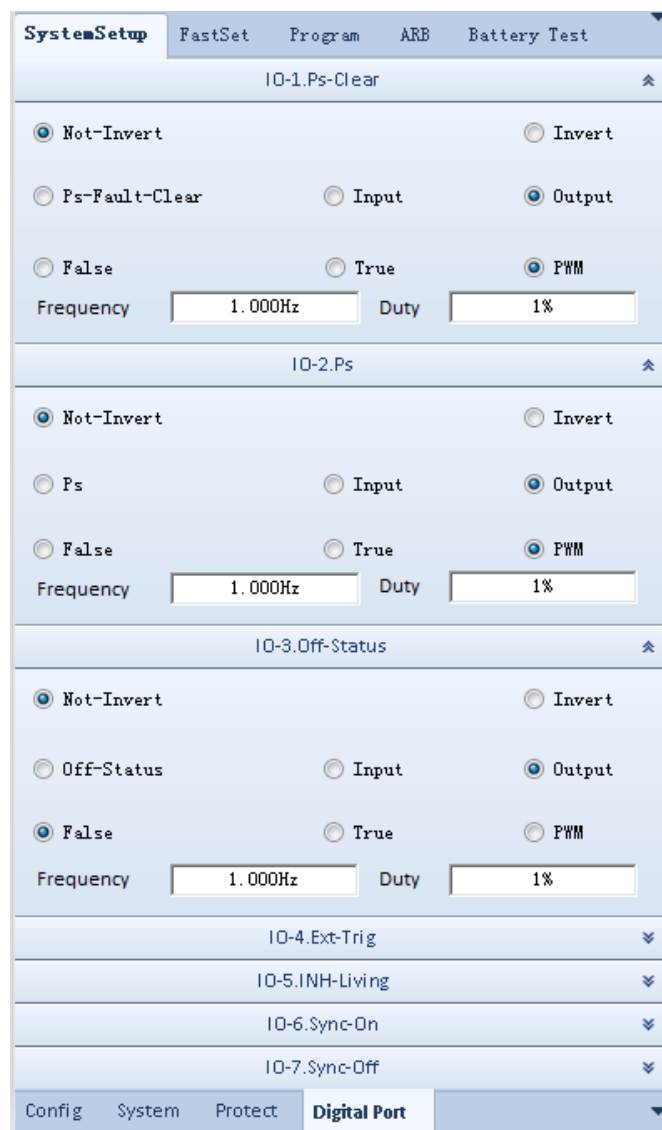 SystemSetup FastSet Program ARB Battery Test
IO-1.Ps-Clear
Not-Invert Invert
Ps-Fault-Clear Input Output
False True PWM
Frequency 1.000Hz Duty 1%
IO-2.Ps
Not-Invert Invert
Ps Input Output
False True PWM
Frequency 1.000Hz Duty 1%
IO-3.Off-Status
Not-Invert Invert
Off-Status Input Output
False True PWM
Frequency 1.000Hz Duty 1%
IO-4.Ext-Trig
IO-5.INH-Living
IO-6.Sync-On
IO-7.Sync-Off
Config System Protect Digital Port